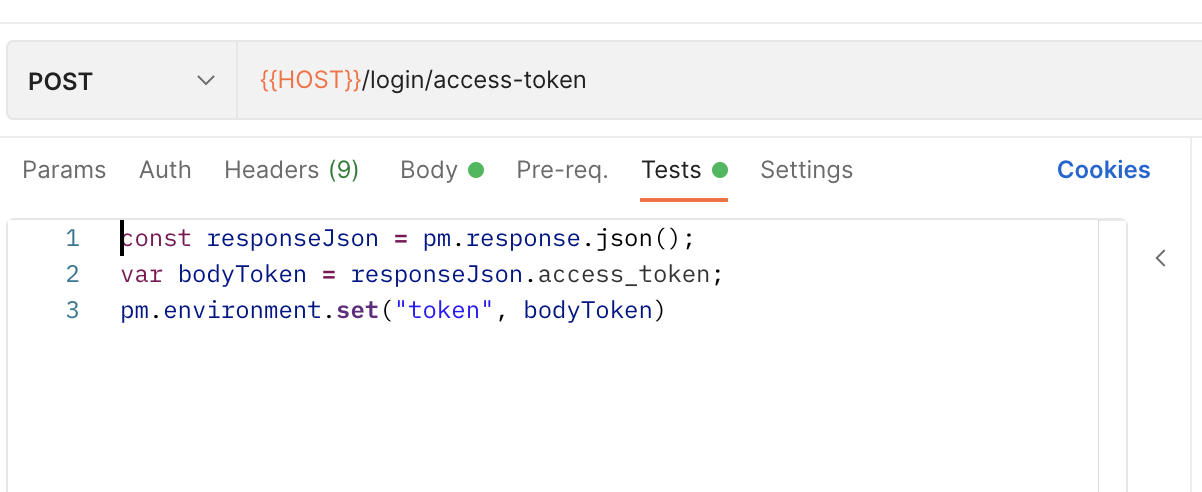 POST {{HOST}}/login/access-token
Params Auth Headers (9) Body Pre-req. Tests Settings Cookies
1 const responseJson = pm.response.json();
2 var bodyToken = responseJson.access_token;
3 pm.environment.set("token", bodyToken)